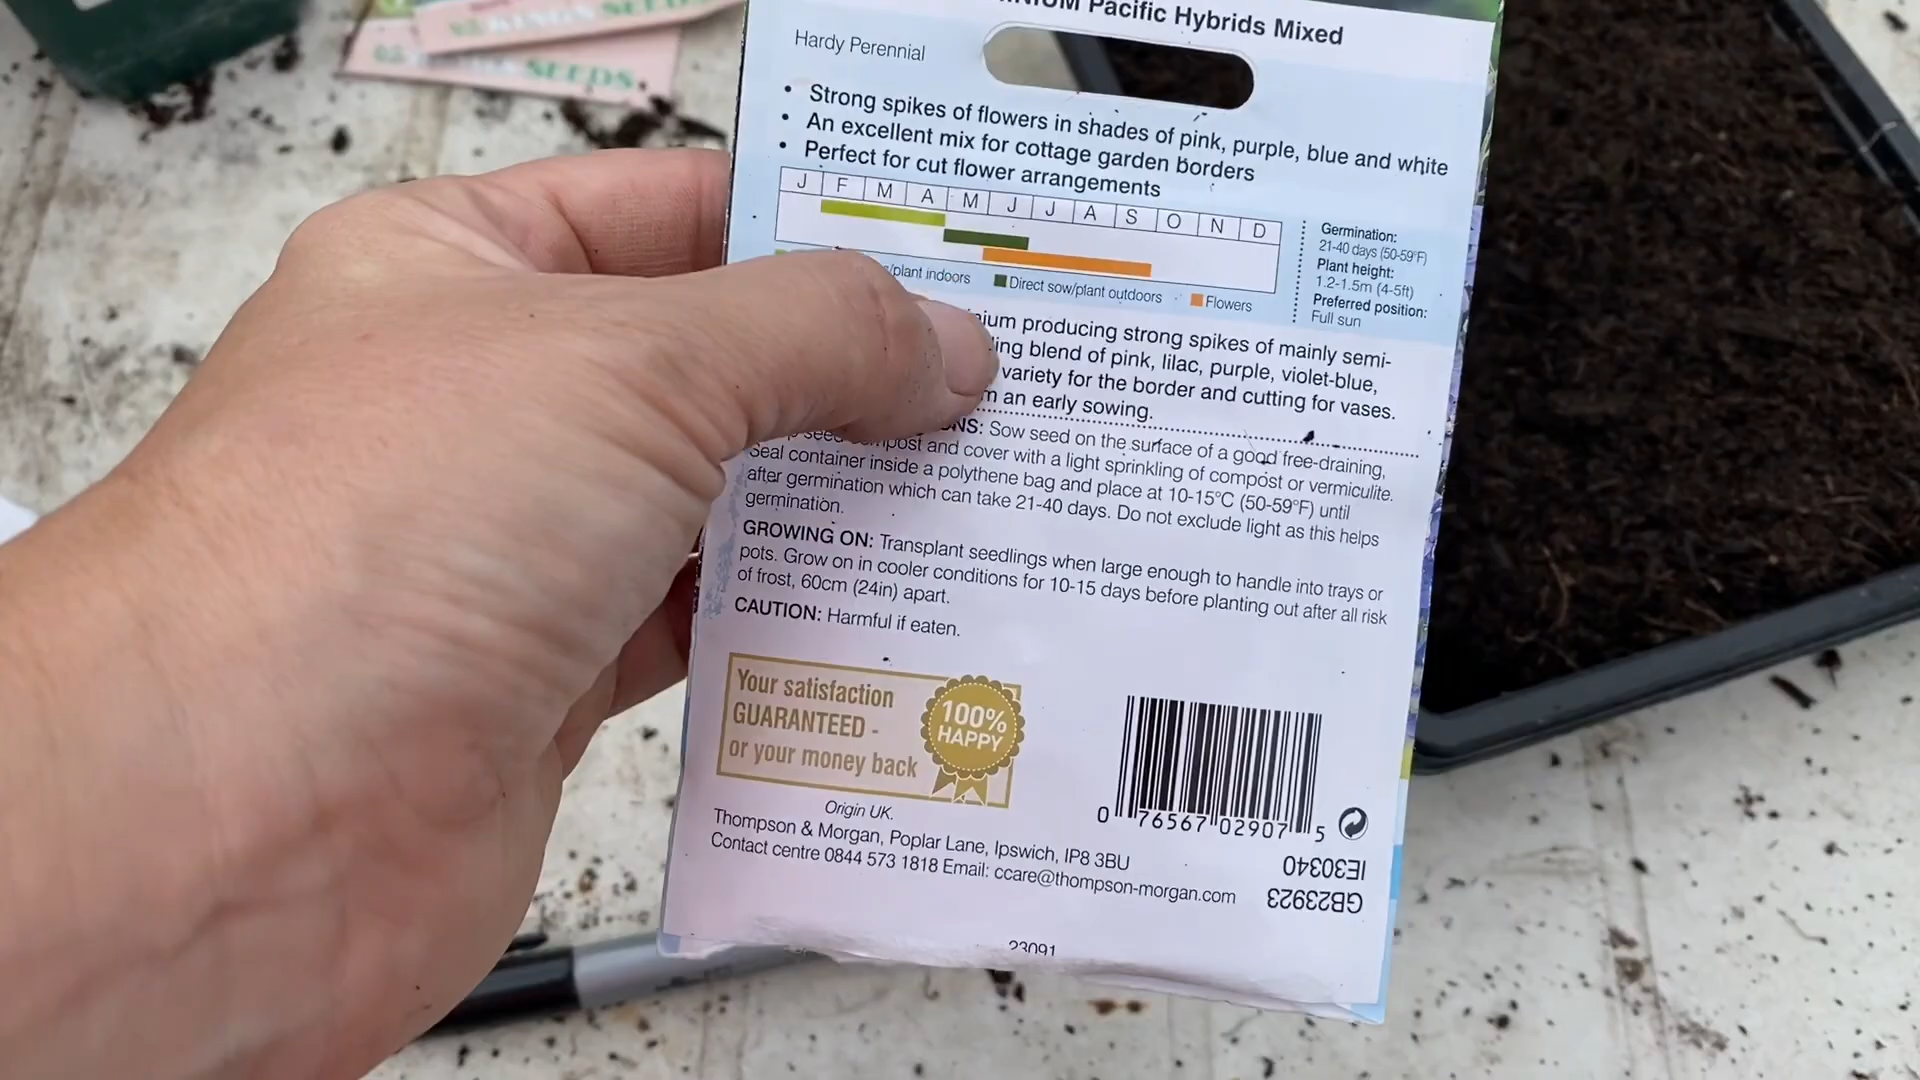 KINGS SEEDS
SEEDS
Pacific Hybrids Mixed
Hardy Perennial
• Strong spikes of flowers in shades of pink, purple, blue and white
• An excellent mix for cottage garden borders
• Perfect for cut flower arrangements
J F M A M J J A S O N D
/plant indoors Direct sow/plant outdoors Flowers
Germination:
21-40 days (50-59°F)
Plant height:
1.2-1.5m (4-5ft)
Preferred position:
Full sun
producing strong spikes of mainly semi-
blend of pink, lilac, purple, violet-blue,
variety for the border and cutting for vases.
an early sowing.
Sow seed on the surface of a good free-draining,
seed compost and cover with a light sprinkling of compost or vermiculite.
Seal container inside a polythene bag and place at 10-15°C (50-59°F) until
after germination which can take 21-40 days. Do not exclude light as this helps
germination.
GROWING ON: Transplant seedlings when large enough to handle into trays or
pots. Grow on in cooler conditions for 10-15 days before planting out after all risk
of frost, 60cm (24in) apart.
CAUTION: Harmful if eaten.
Your satisfaction
GUARANTEED -
or your money back
100%
HAPPY
Origin UK.
Thompson & Morgan, Poplar Lane, Ipswich, IP8 3BU
Contact centre 0844 573 1818 Email: ccare@thompson-morgan.com
0 76567 02907 5
IE30340
GB23923
23091